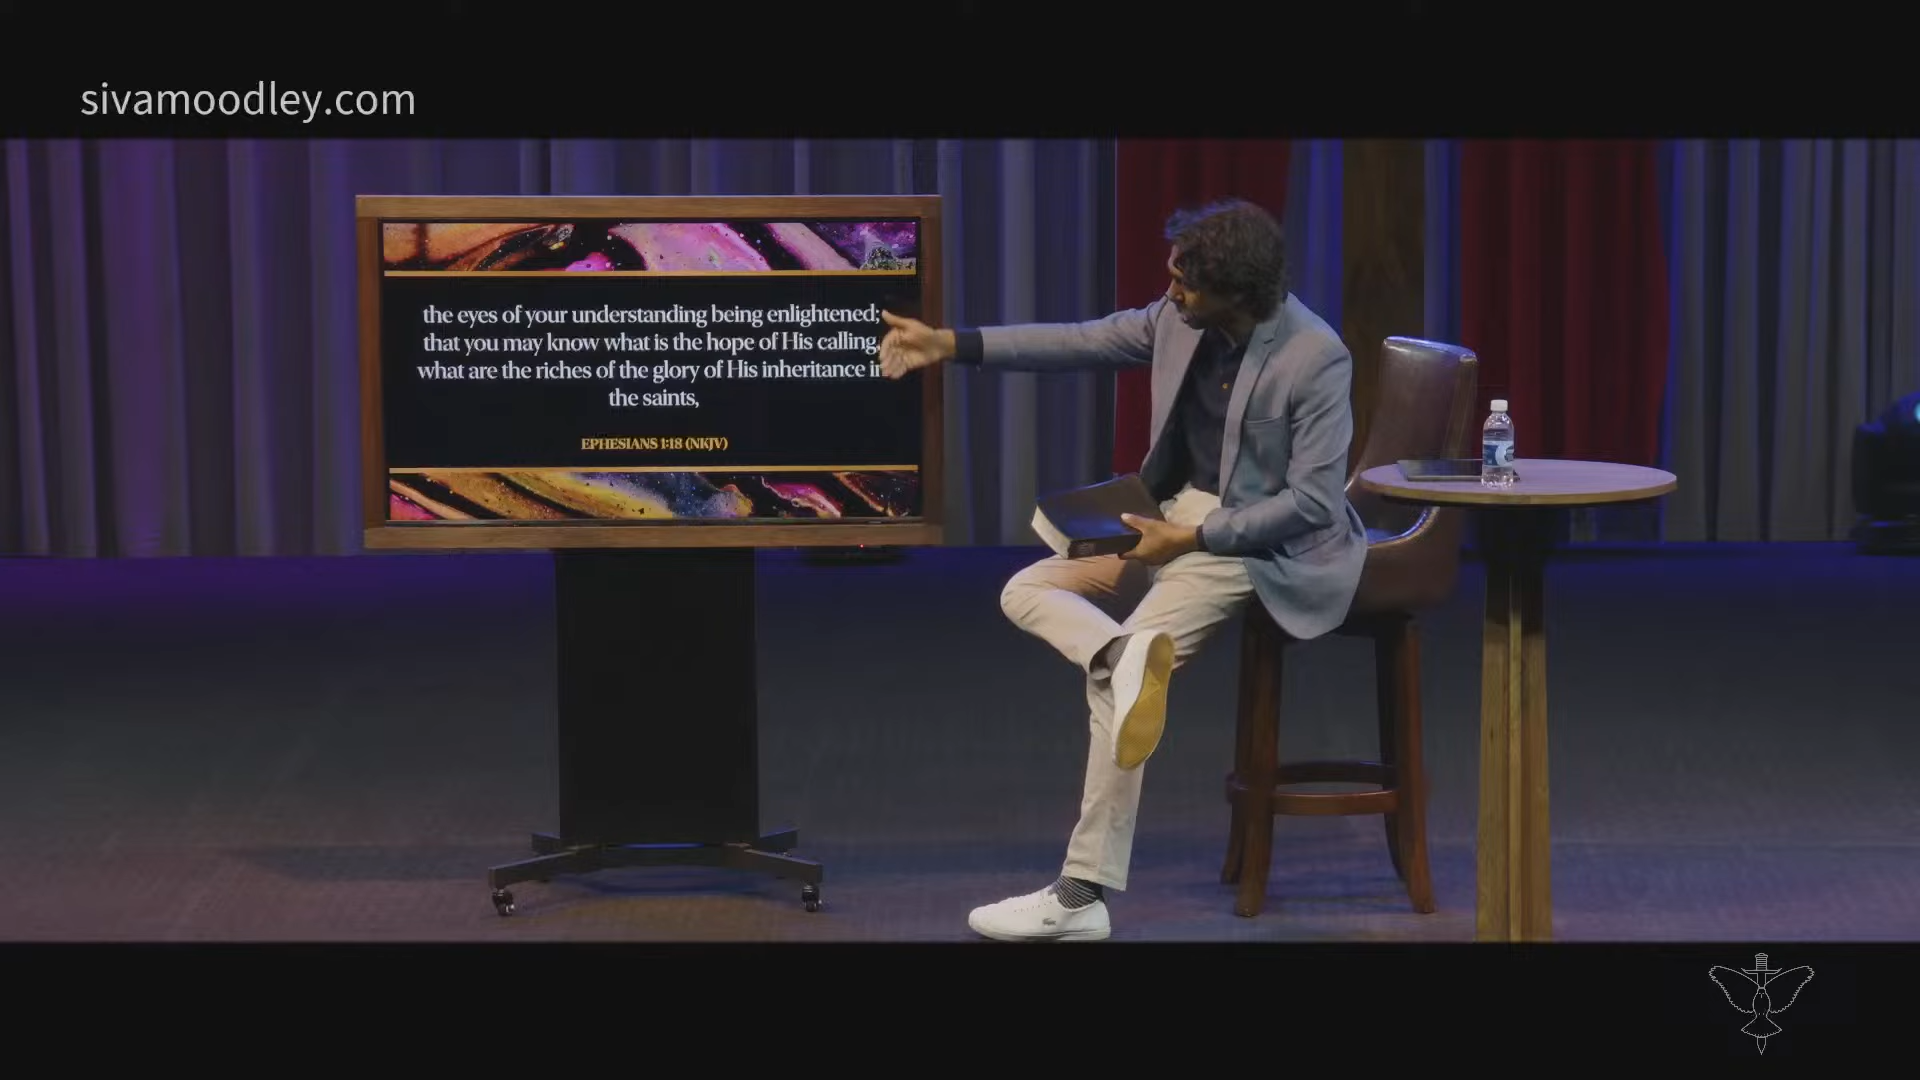 sivamoodley.com
the eyes of your understanding being enlightened;
that you may know what is the hope of His calling,
what are the riches of the glory of His inheritance in
the saints,
EPHESIANS 1:18 (NKJV)